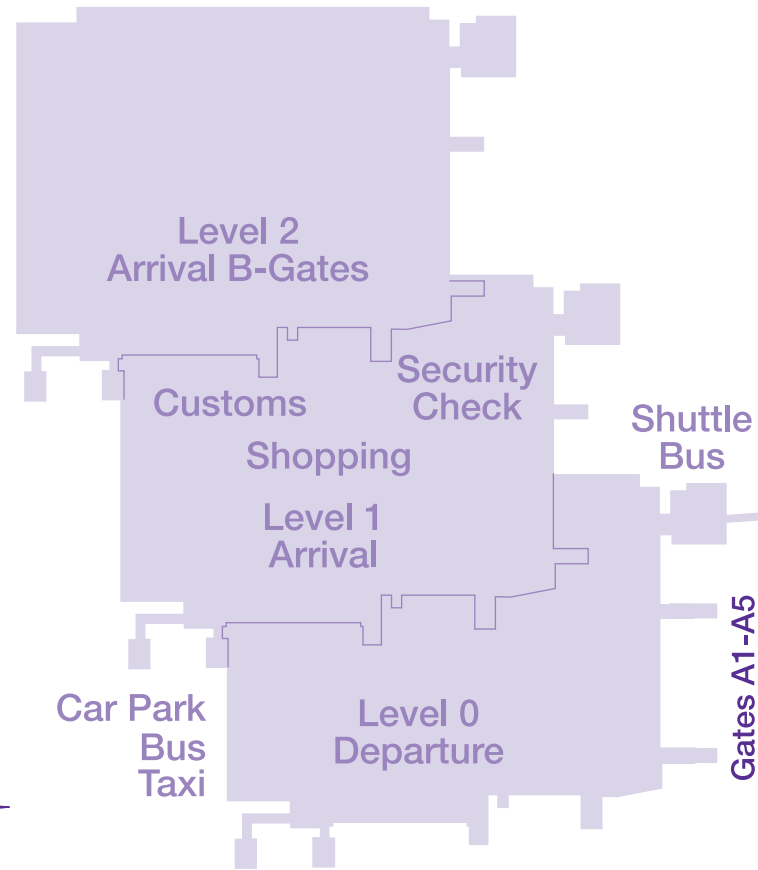 Level 2
Arrival B-Gates
Customs
Security
Check
Shopping
Shuttle
Bus
Level 1
Arrival
Gates A1-A5
Car Park
Bus
Taxi
Level 0
Departure